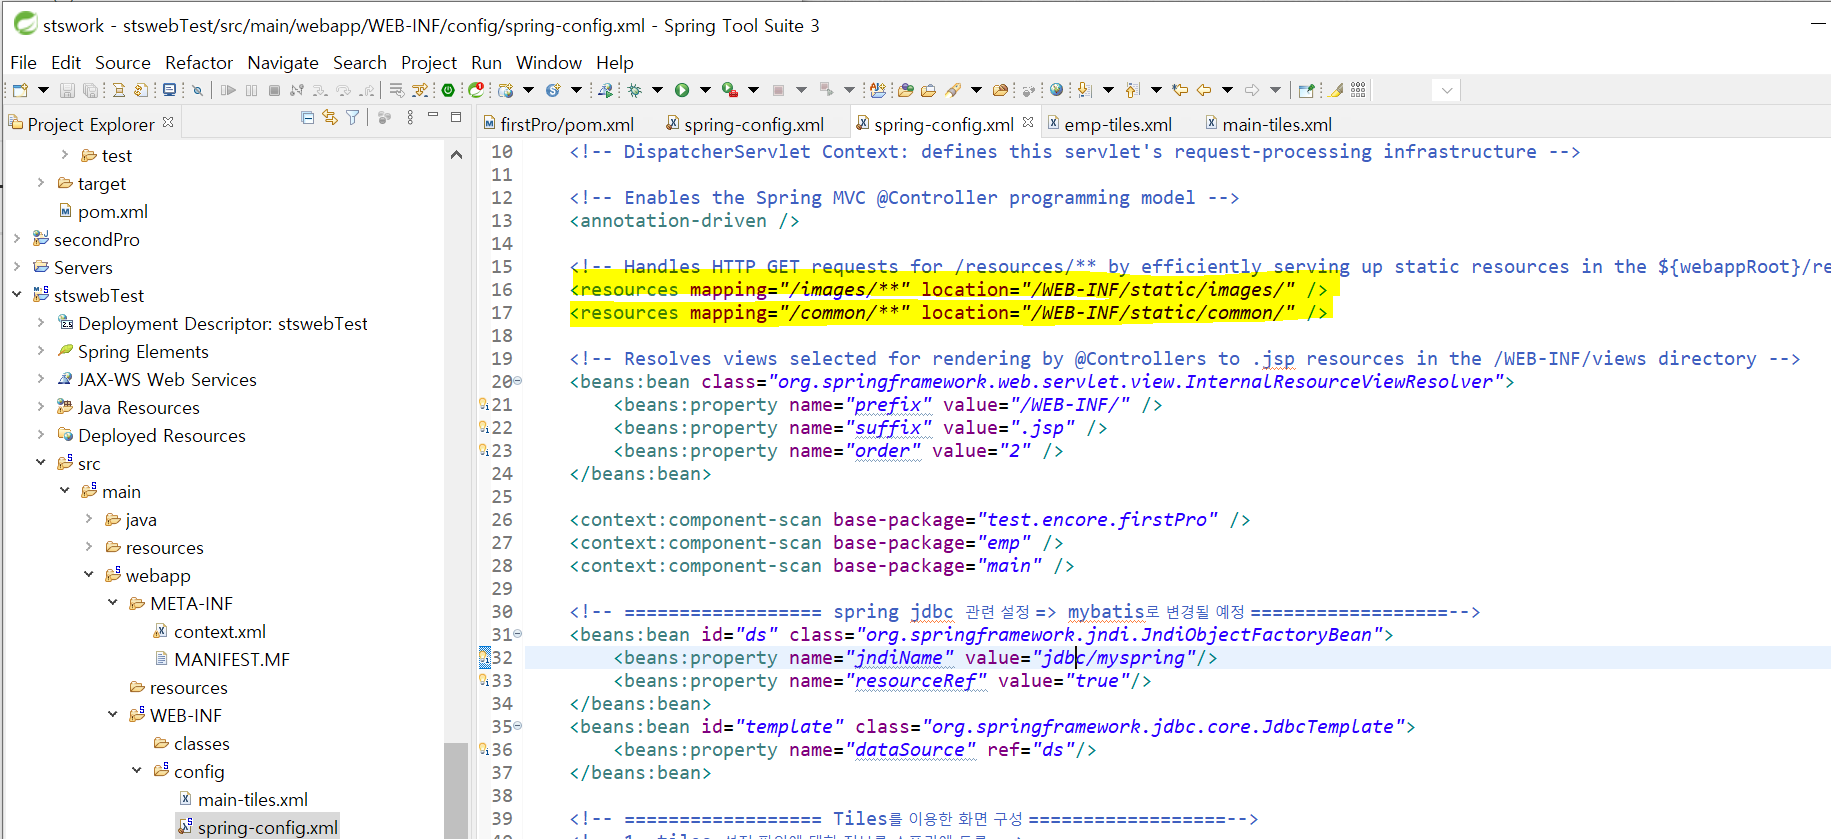 stswork - stswebTest/src/main/webapp/WEB-INF/config/spring-config.xml - Spring Tool Suite 3
File Edit Source Refactor Navigate Search Project Run Window Help
Project Explorer
test
target
pom.xml
secondPro
Servers
stswebTest
Deployment Descriptor: stswebTest
Spring Elements
JAX-WS Web Services
Java Resources
Deployed Resources
src
main
java
resources
webapp
META-INF
context.xml
MANIFEST.MF
resources
WEB-INF
classes
config
main-tiles.xml
spring-config.xml
firstPro/pom.xml spring-config.xml spring-config.xml emp-tiles.xml main-tiles.xml
10 <!-- DispatcherServlet Context: defines this servlet's request-processing infrastructure -->
11
12 <!-- Enables the Spring MVC @Controller programming model -->
13 <annotation-driven />
14
15 <!-- Handles HTTP GET requests for /resources/** by efficiently serving up static resources in the ${webappRoot}/re
16 <resources mapping="/images/**" location="/WEB-INF/static/images/" />
17 <resources mapping="/common/**" location="/WEB-INF/static/common/" />
18
19 <!-- Resolves views selected for rendering by @Controllers to .jsp resources in the /WEB-INF/views directory -->
20 <beans:bean class="org.springframework.web.servlet.view.InternalResourceViewResolver">
21 <beans:property name="prefix" value="/WEB-INF/" />
22 <beans:property name="suffix" value=".jsp" />
23 <beans:property name="order" value="2" />
24 </beans:bean>
25
26 <context:component-scan base-package="test.encore.firstPro" />
27 <context:component-scan base-package="emp" />
28 <context:component-scan base-package="main" />
29
30 <!-- ================== spring jdbc 관련 설정 => mybatis로 변경될 예정 ==================-->
31 <beans:bean id="ds" class="org.springframework.jndi.JndiObjectFactoryBean">
32 <beans:property name="jndiName" value="jdbc/myspring"/>
33 <beans:property name="resourceRef" value="true"/>
34 </beans:bean>
35 <beans:bean id="template" class="org.springframework.jdbc.core.JdbcTemplate">
36 <beans:property name="dataSource" ref="ds"/>
37 </beans:bean>
38
39 <!-- ================== Tiles를 이용한 화면 구성 ==================-->